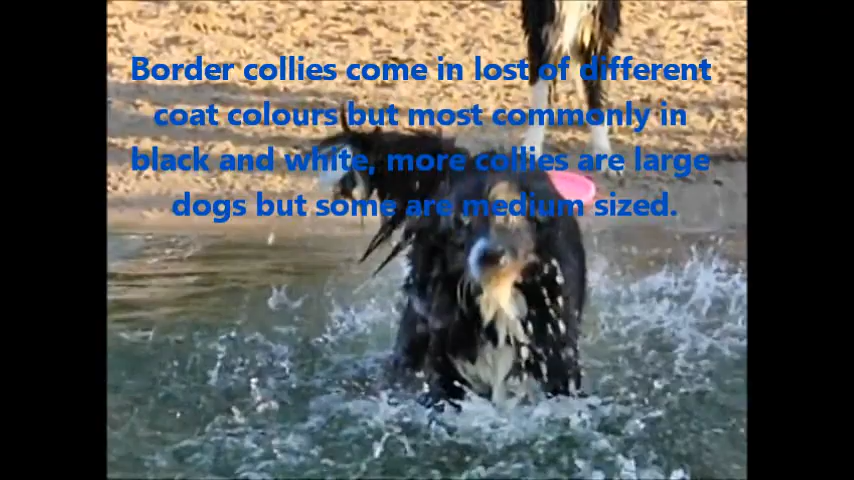 Border collies come in lost of different
coat colours but most commonly in
black and white, more collies are large
dogs but some are medium sized.